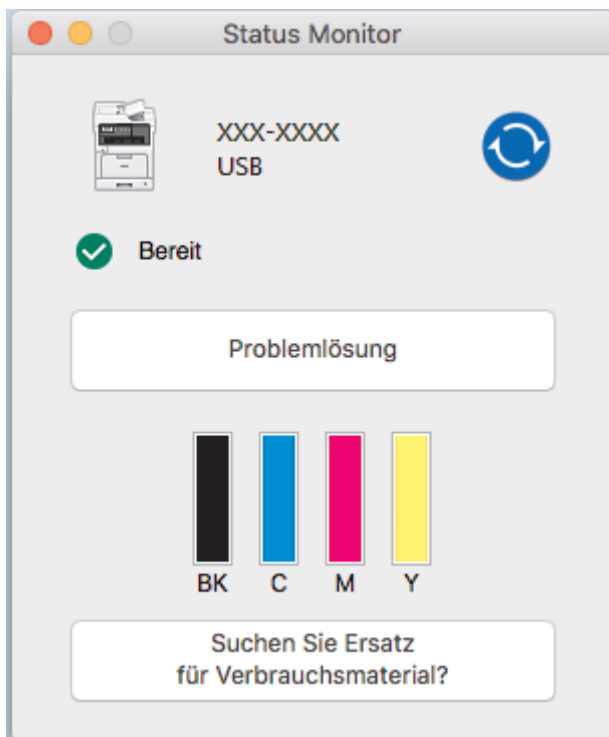 Status Monitor
XXX-XXXX
USB
Bereit
Problemlösung
BK C M Y
Suchen Sie Ersatz
für Verbrauchsmaterial?